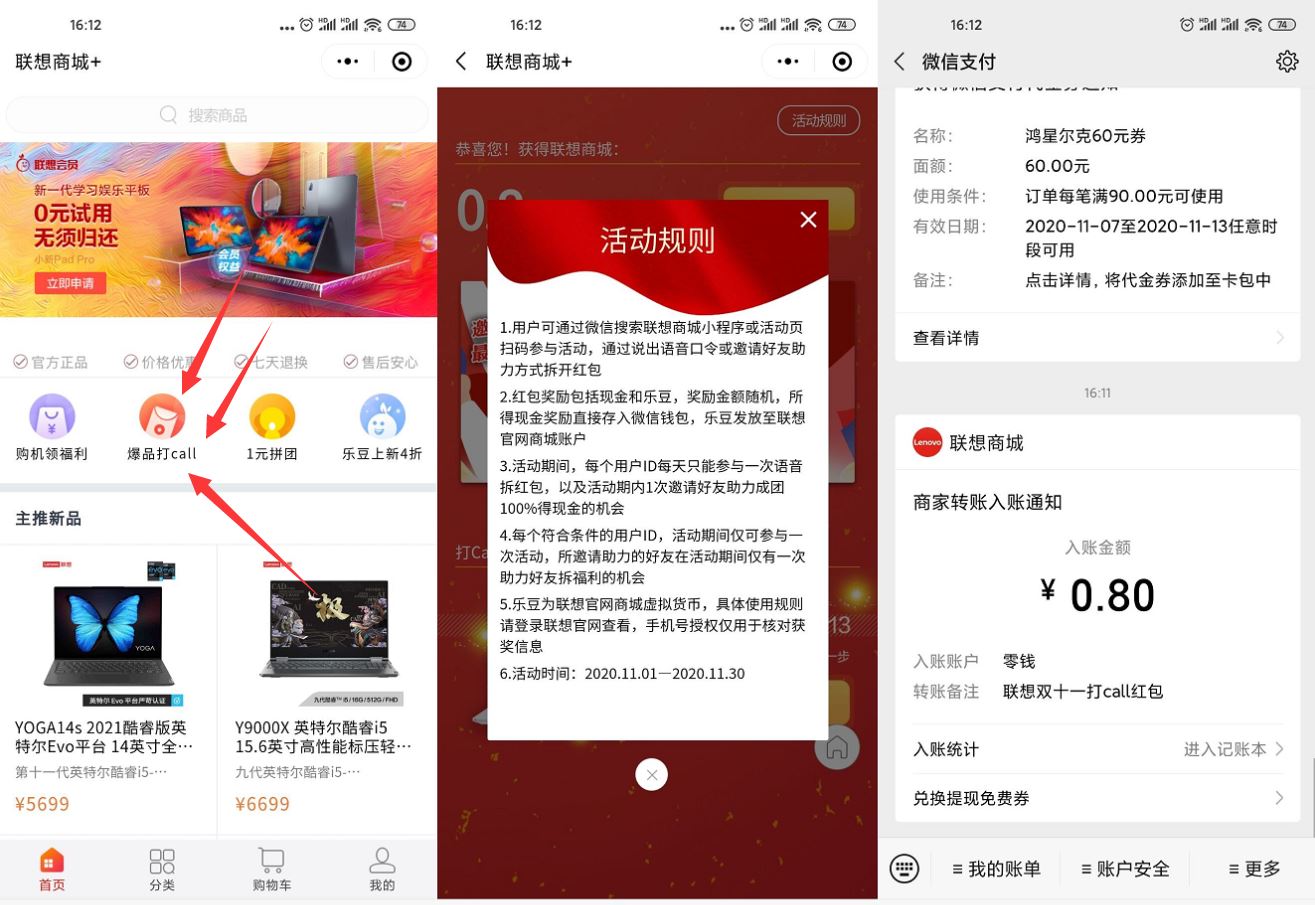 16:12
HD HD 74
联想商城+
搜索商品
联想会员
新一代学习娱乐平板
0元试用
无须归还
小新Pad Pro
立即申请
会员
权益
官方正品
价格优惠
七天退换
售后安心
购机领福利
爆品打call
1元拼团
乐豆上新4折
主推新品
Lenovo 联想
evo evo
YOGA
英特尔 Evo 平台严苛认证
YOGA14s 2021酷睿版英
特尔Evo平台 14英寸全…
第十一代英特尔酷睿i5-…
¥5699
极
九代酷睿™ i5 / 16G / 512G / FHD
Y9000X 英特尔酷睿i5
15.6英寸高性能标压轻…
九代英特尔酷睿i5-…
¥6699
首页
分类
购物车
我的
16:12
HD HD 74
联想商城+
活动规则
恭喜您！获得联想商城：
活动规则
1.用户可通过微信搜索联想商城小程序或活动页
扫码参与活动，通过说出语音口令或邀请好友助
力方式拆开红包
2.红包奖励包括现金和乐豆，奖励金额随机，所
得现金奖励直接存入微信钱包，乐豆发放至联想
官网商城账户
3.活动期间，每个用户ID每天只能参与一次语音
拆红包，以及活动期内1次邀请好友助力成团
100%得现金的机会
4.每个符合条件的用户ID，活动期间仅可参与一
次活动，所邀请助力的好友在活动期间仅有一次
助力好友拆福利的机会
5.乐豆为联想官网商城虚拟货币，具体使用规则
请登录联想官网查看，手机号授权仅用于核对获
奖信息
6.活动时间：2020.11.01—2020.11.30
打Ca
13
一步
16:12
HD HD 74
微信支付
名称：
鸿星尔克60元券
面额：
60.00元
使用条件：
订单每笔满90.00元可使用
有效日期：
2020-11-07至2020-11-13任意时
段可用
备注：
点击详情，将代金券添加至卡包中
查看详情
16:11
Lenovo
联想商城
商家转账入账通知
入账金额
¥ 0.80
入账账户
零钱
转账备注
联想双十一打call红包
入账统计
进入记账本
兑换提现免费券
我的账单
账户安全
更多